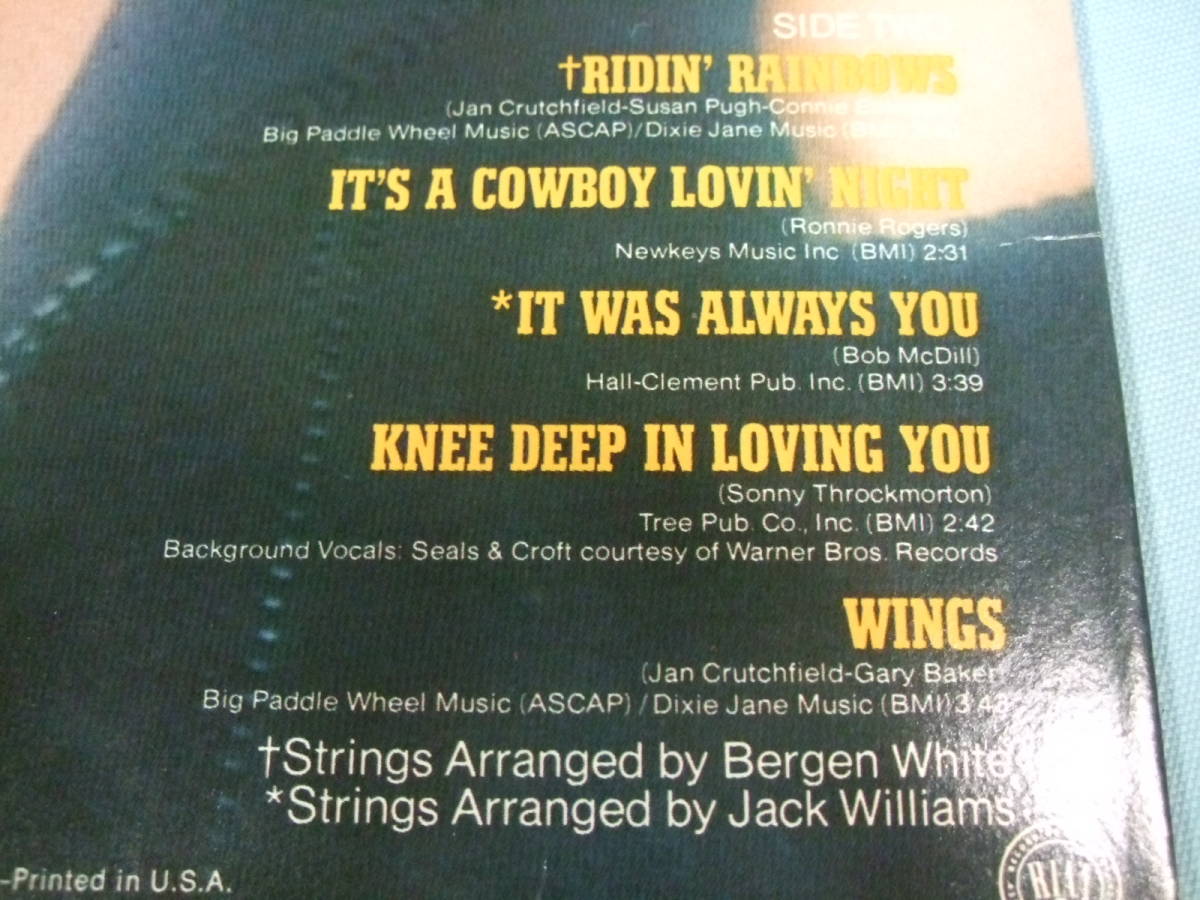 SIDE TWO
†RIDIN' RAINBOWS
(Jan Crutchfield-Susan Pugh-Connie
Big Paddle Wheel Music (ASCAP)/Dixie Jane Music
IT'S A COWBOY LOVIN' NIGHT
(Ronnie Rogers)
Newkeys Music Inc. (BMI) 2:31
*IT WAS ALWAYS YOU
(Bob McDill)
Hall-Clement Pub. Inc. (BMI) 3:39
KNEE DEEP IN LOVING YOU
(Sonny Throckmorton)
Tree Pub. Co., Inc. (BMI) 2:42
Background Vocals: Seals & Croft courtesy of Warner Bros. Records
WINGS
(Jan Crutchfield-Gary Baker
Big Paddle Wheel Music (ASCAP) / Dixie Jane Music (BMI)
†Strings Arranged by Bergen White
*Strings Arranged by Jack Williams
-Printed in U.S.A.